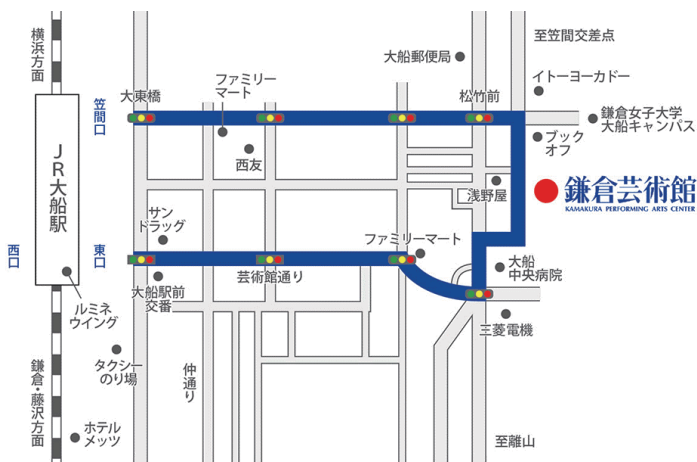 横浜方面
笠間口
大東橋
ファミリー
マート
西友
大船郵便局
松竹前
至笠間交差点
イトーヨーカドー
鎌倉女子大学
大船キャンパス
ブック
オフ
浅野屋
鎌倉芸術館
KAMAKURA PERFORMING ARTS CENTER
JR大船駅
西口
東口
サン
ドラッグ
ファミリーマート
芸術館通り
大船
中央病院
大船駅前
交番
ルミネ
ウイング
三菱電機
タクシー
のり場
仲通り
鎌倉・藤沢方面
ホテル
メッツ
至離山